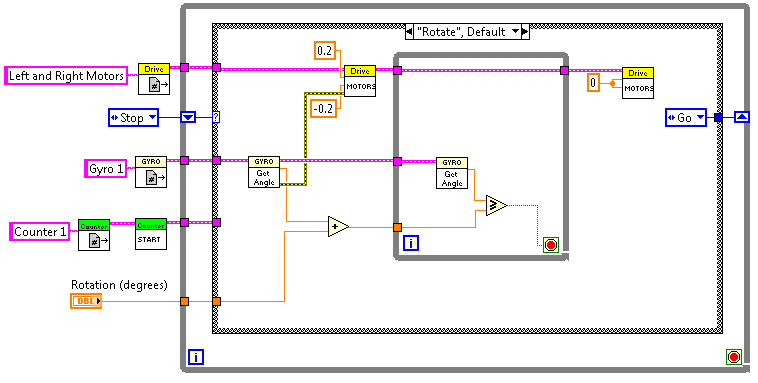 "Rotate", Default
0.2
Left and Right Motors
Drive
#
Drive
MOTORS
Drive
MOTORS
0
-0.2
Stop
?
Go
Gyro 1
GYRO
#
GYRO
Get
Angle
GYRO
Get
Angle
≥
Counter 1
Counter
#
Counter
START
+
i
Rotation (degrees)
DBL
i